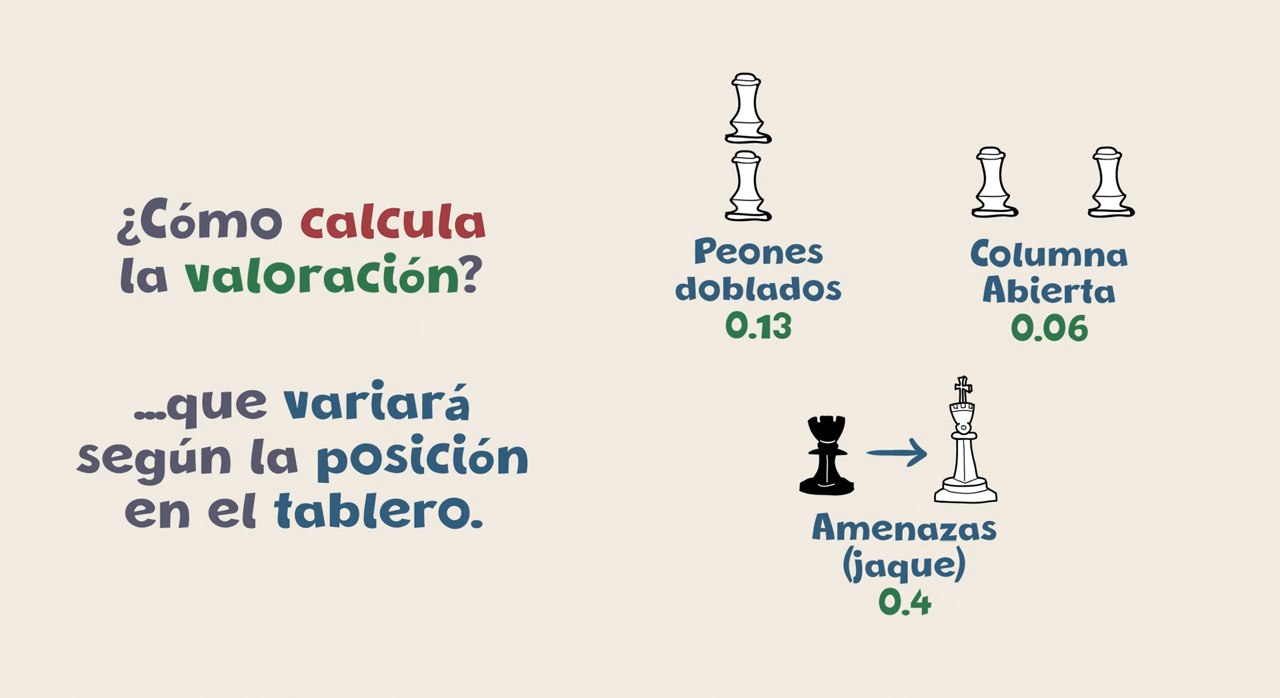 ¿Cómo calcula
la valoración?
...que variará
según la posición
en el tablero.
Peones
doblados
0.13
Columna
Abierta
0.06
Amenazas
(jaque)
0.4